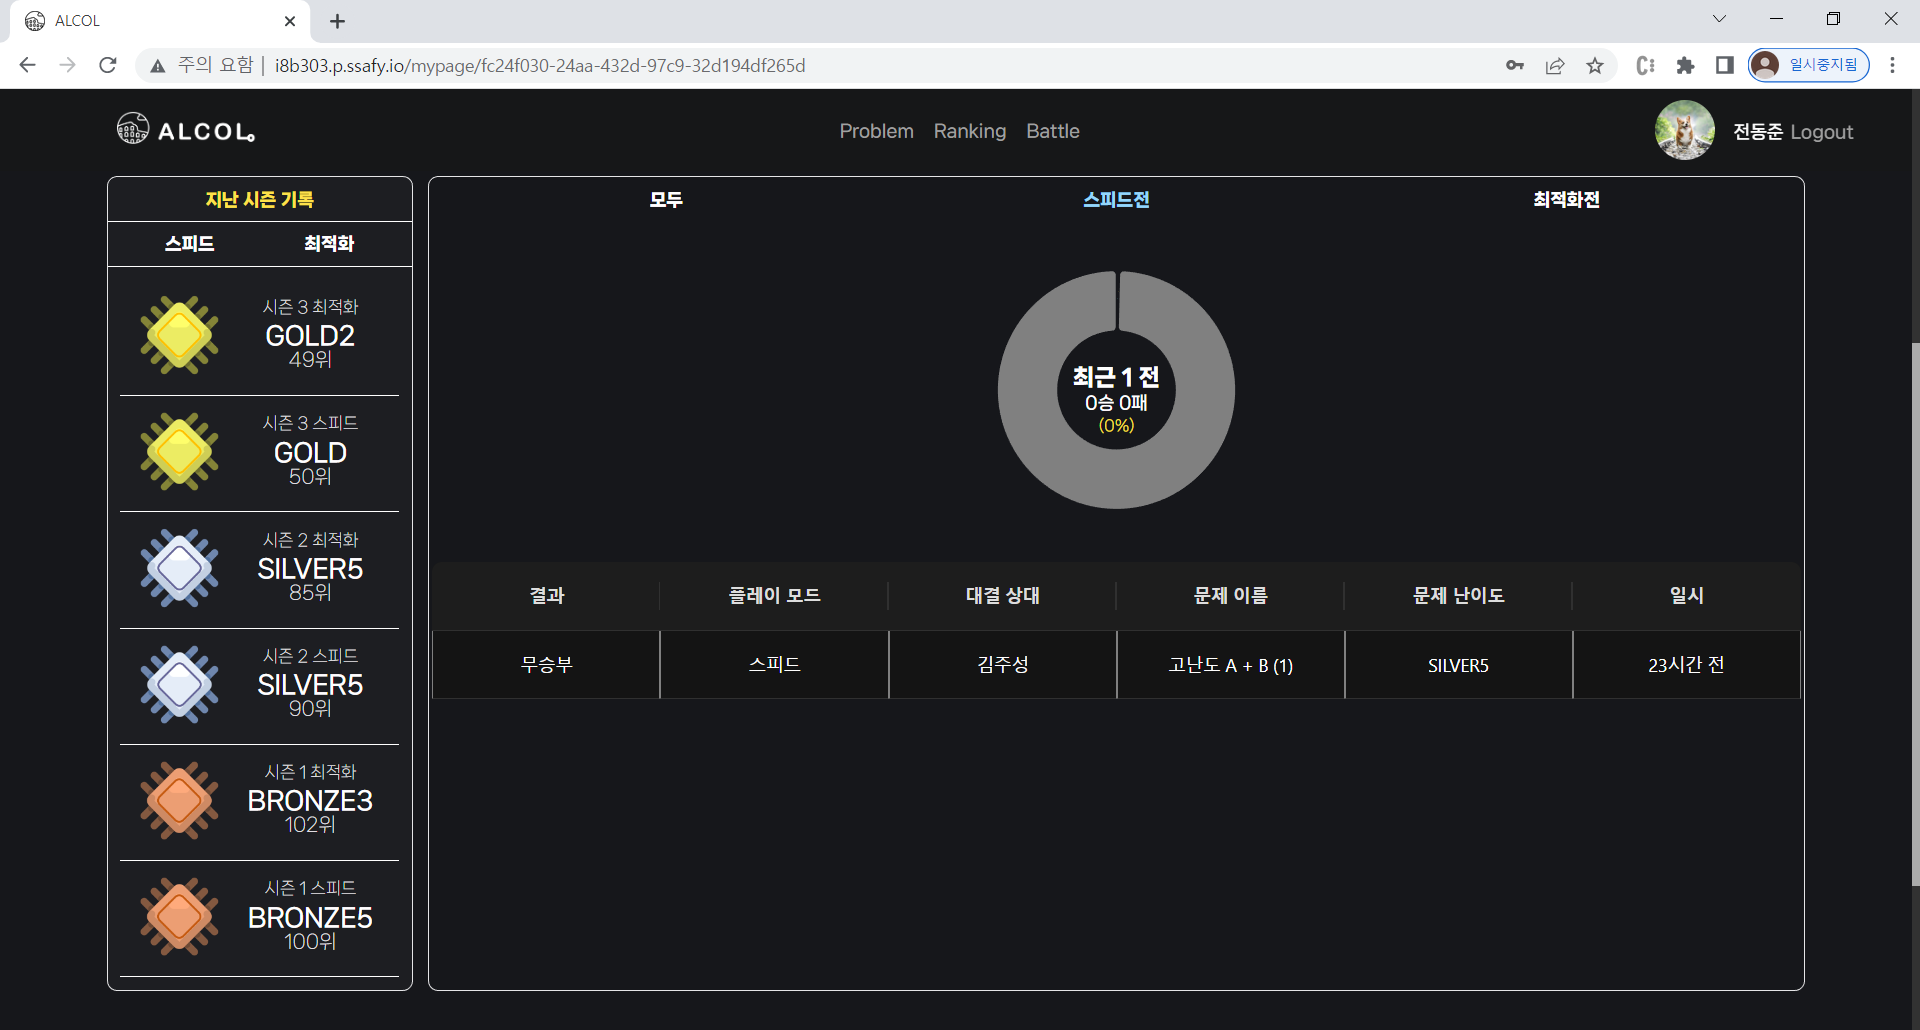 ALCOL
주의 요함 | i8b303.p.ssafy.io/mypage/fc24f030-24aa-432d-97c9-32d194df265d
일시중지됨
ALCOL
Problem Ranking Battle
전동준 Logout
지난 시즌 기록
스피드 최적화
시즌 3 최적화
GOLD2
49위
시즌 3 스피드
GOLD
50위
시즌 2 최적화
SILVER5
85위
시즌 2 스피드
SILVER5
90위
시즌 1 최적화
BRONZE3
102위
시즌 1 스피드
BRONZE5
100위
모두 스피드전 최적화전
최근 1 전
0승 0패
(0%)
결과 플레이 모드 대결 상대 문제 이름 문제 난이도 일시
무승부 스피드 김주성 고난도 A + B (1) SILVER5 23시간 전